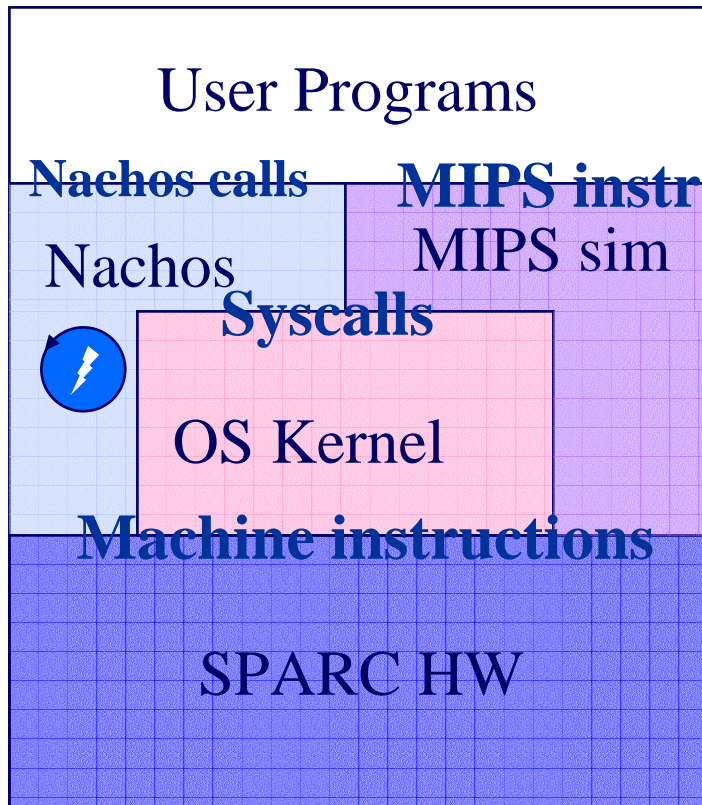 User Programs
Nachos calls
MIPS instr
Nachos
MIPS sim
Syscalls
OS Kernel
Machine instructions
SPARC HW